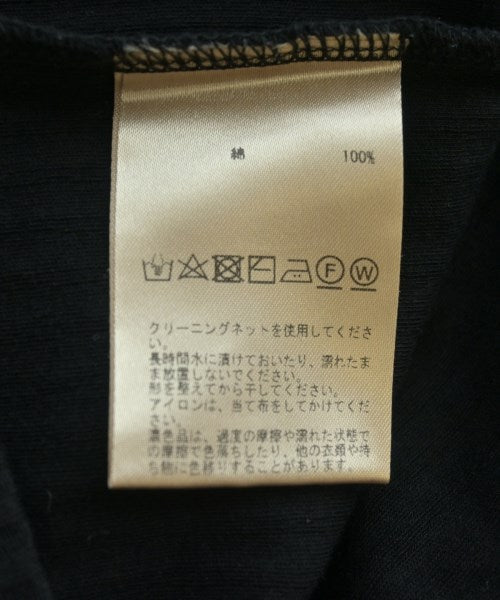 綿 100%
F W
クリーニングネットを使用してくださ
い。
長時間水に漬けておいたり、濡れたま
まま放置しないでください。
形を整えてから干してください。
アイロンは、当て布をしてかけてくだ
さい。
濃色品は、過度の摩擦や濡れた状態で
の摩擦で色落ちしたり、他の衣類や持
ち物に色移りすることがあります。